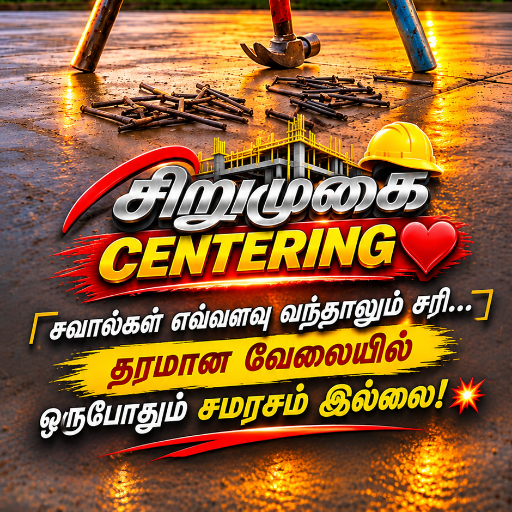 சிறுமுகை
CENTERING
சவால்கள் எவ்வளவு வந்தாலும் சரி...
தரமான வேலையில்
ஒருபோதும் சமரசம் இல்லை!